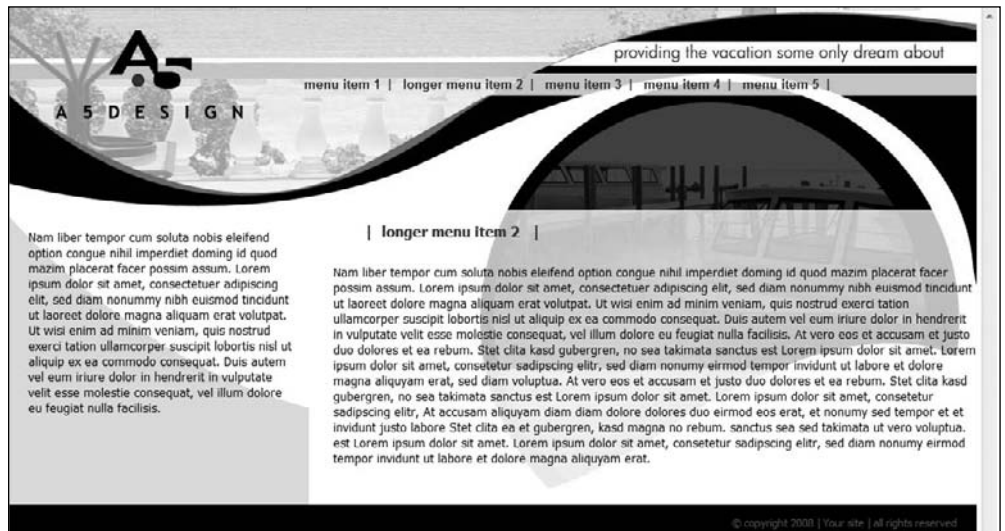 providing the vacation some only dream about
menu item 1 | longer menu item 2 | menu item 3 | menu item 4 | menu item 5 |
A5
A 5 D E S I G N
Nam liber tempor cum soluta nobis eleifend
option congue nihil imperdiet doming id quod
mazim placerat facer possim assum. Lorem
ipsum dolor sit amet, consectetuer adipiscing
elit, sed diam nonummy nibh euismod tincidunt
ut laoreet dolore magna aliquam erat volutpat.
Ut wisi enim ad minim veniam, quis nostrud
exerci tation ullamcorper suscipit lobortis nisl ut
aliquip ex ea commodo consequat. Duis autem
vel eum iriure dolor in hendrerit in vulputate
velit esse molestie consequat, vel illum dolore
eu feugiat nulla facilisis.
| longer menu item 2 |
Nam liber tempor cum soluta nobis eleifend option congue nihil imperdiet doming id quod mazim placerat facer
possim assum. Lorem ipsum dolor sit amet, consectetuer adipiscing elit, sed diam nonummy nibh euismod tincidunt
ut laoreet dolore magna aliquam erat volutpat. Ut wisi enim ad minim veniam, quis nostrud exerci tation
ullamcorper suscipit lobortis nisl ut aliquip ex ea commodo consequat. Duis autem vel eum iriure dolor in hendrerit
in vulputate velit esse molestie consequat, vel illum dolore eu feugiat nulla facilisis. At vero eos et accusam et justo
duo dolores et ea rebum. Stet clita kasd gubergren, no sea takimata sanctus est Lorem ipsum dolor sit amet. Lorem
ipsum dolor sit amet, consetetur sadipscing elitr, sed diam nonumy eirmod tempor invidunt ut labore et dolore
magna aliquyam erat, sed diam voluptua. At vero eos et accusam et justo duo dolores et ea rebum. Stet clita kasd
gubergren, no sea takimata sanctus est Lorem ipsum dolor sit amet. Lorem ipsum dolor sit amet, consetetur
sadipscing elitr, At accusam aliquyam diam diam dolore dolores duo eirmod eos erat, et nonumy sed tempor et et
invidunt justo labore Stet clita ea et gubergren, kasd magna no rebum. sanctus sea sed takimata ut vero voluptua.
est Lorem ipsum dolor sit amet. Lorem ipsum dolor sit amet, consetetur sadipscing elitr, sed diam nonumy eirmod
tempor invidunt ut labore et dolore magna aliquyam erat.
© copyright 2008 | Your site | all rights reserved